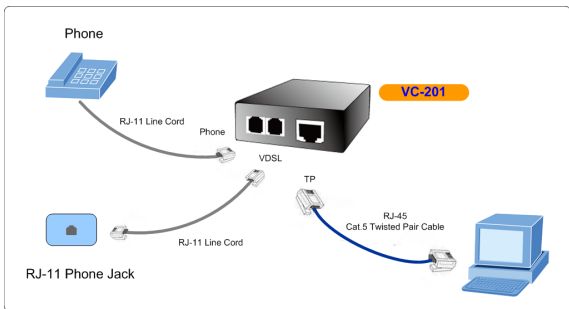 Phone
VC-201
RJ-11 Line Cord
Phone
VDSL
TP
RJ-45
Cat.5 Twisted Pair Cable
RJ-11 Line Cord
RJ-11 Phone Jack